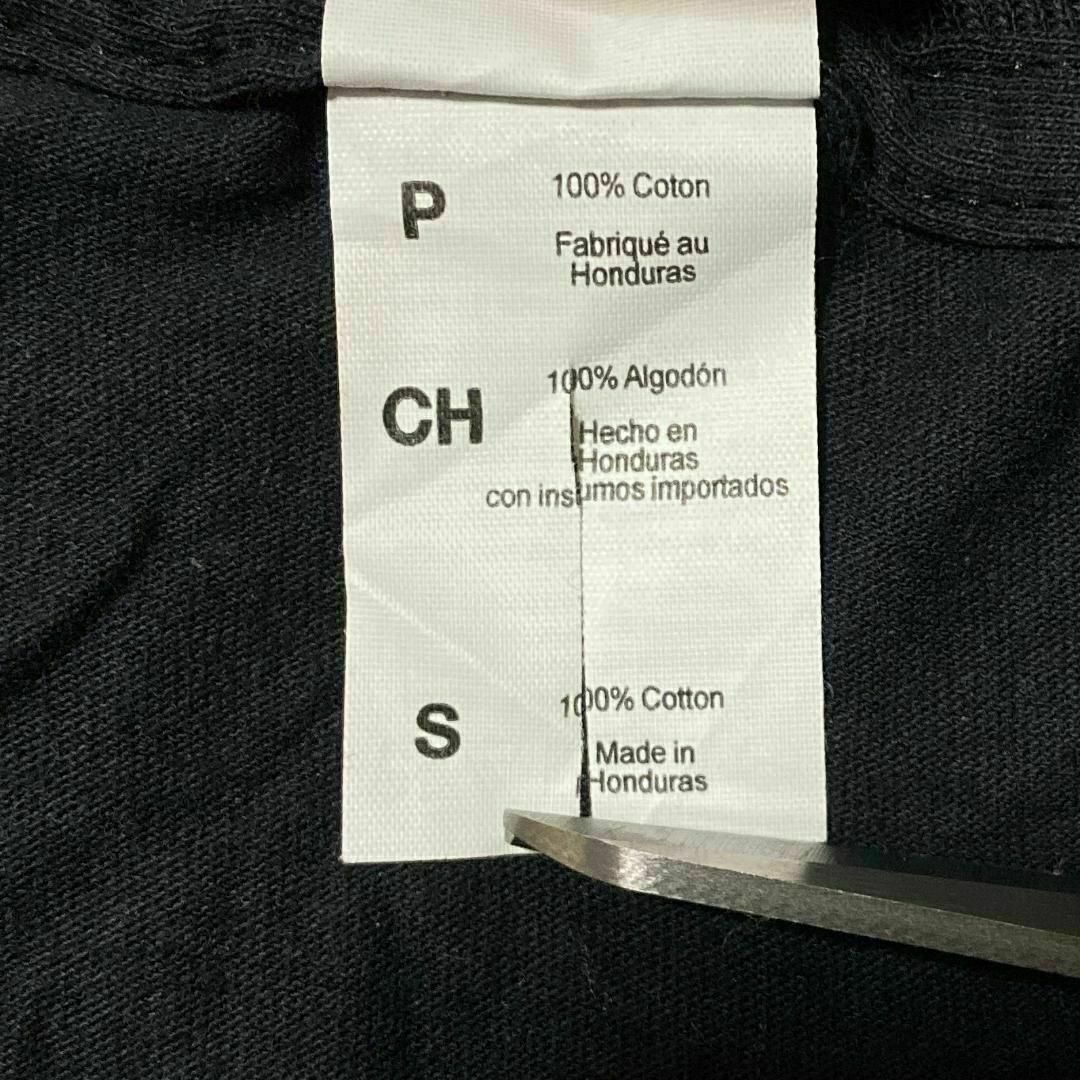 P
100% Coton
Fabriqué au
Honduras
CH
100% Algodón
Hecho en
Honduras
con insumos importados
S
100% Cotton
Made in
Honduras